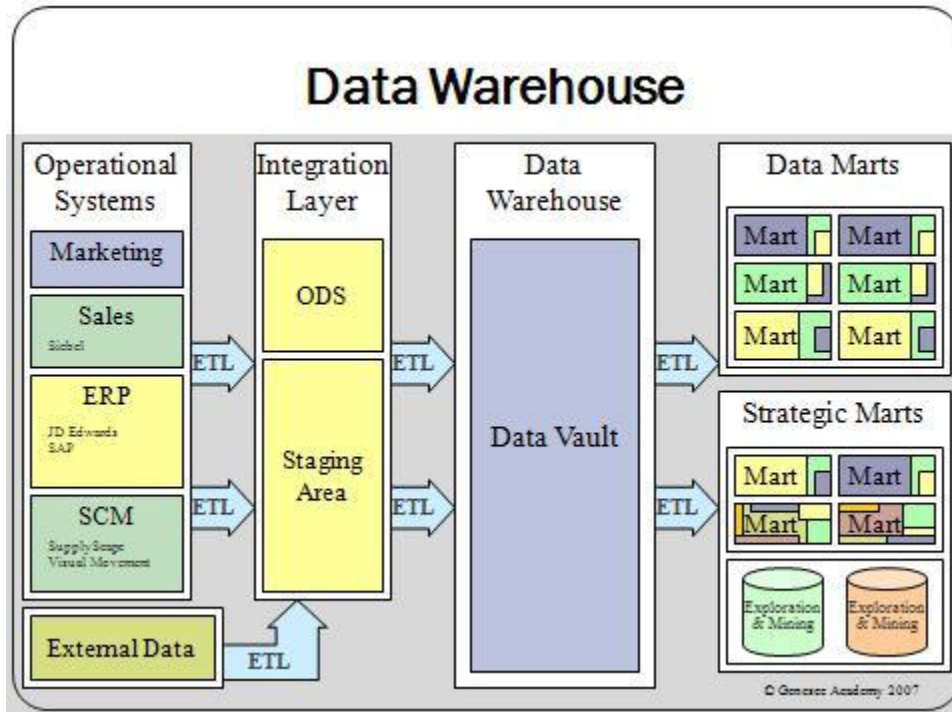 Data Warehouse
Operational
Systems
Marketing
Sales
Siebel
ERP
JD Edwards
SAP
SCM
SupplyScape
Visual Movement
External Data
ETL
ETL
ETL
Integration
Layer
ODS
Staging
Area
ETL
ETL
Data
Warehouse
Data Vault
ETL
ETL
Data Marts
Mart
Mart
Mart
Mart
Mart
Mart
Strategic Marts
Mart
Mart
Mart
Mart
Exploration
& Mining
Exploration
& Mining
© Genesee Academy 2007